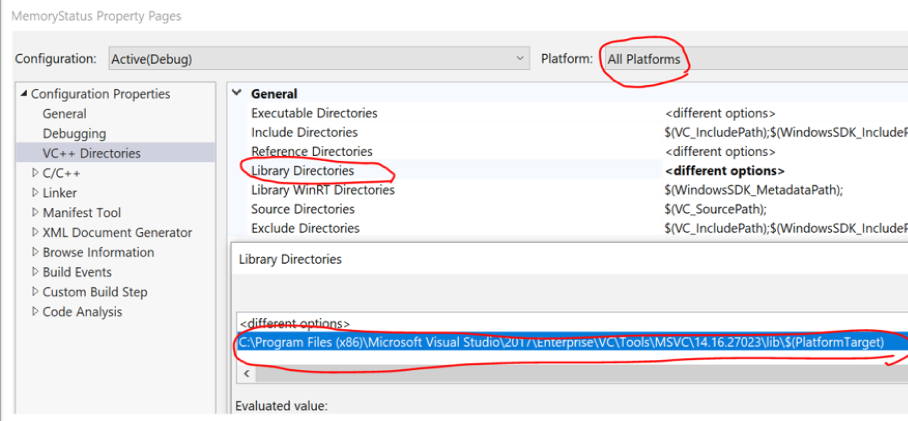 MemoryStatus Property Pages
Configuration: Active(Debug) Platform: All Platforms
Configuration Properties
General
Debugging
VC++ Directories
C/C++
Linker
Manifest Tool
XML Document Generator
Browse Information
Build Events
Custom Build Step
Code Analysis
General
Executable Directories <different options>
Include Directories $(VC_IncludePath);$(WindowsSDK_IncludeP
Reference Directories <different options>
Library Directories <different options>
Library WinRT Directories $(WindowsSDK_MetadataPath);
Source Directories $(VC_SourcePath);
Exclude Directories $(VC_IncludePath);$(WindowsSDK_IncludeP
Library Directories
<different options>
C:\Program Files (x86)\Microsoft Visual Studio\2017\Enterprise\VC\Tools\MSVC\14.16.27023\lib\$(PlatformTarget)
Evaluated value: